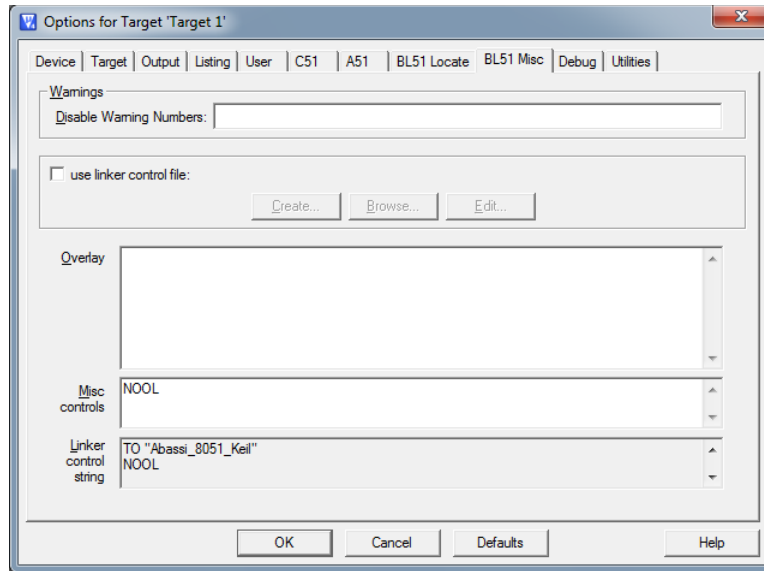 Options for Target 'Target 1'
Device Target Output Listing User C51 A51 BL51 Locate BL51 Misc Debug Utilities
Warnings
Disable Warning Numbers:
use linker control file:
Create... Browse... Edit...
Overlay
Misc controls
NOOL
Linker control string
TO "Abassi_8051_Keil"
NOOL
OK Cancel Defaults Help